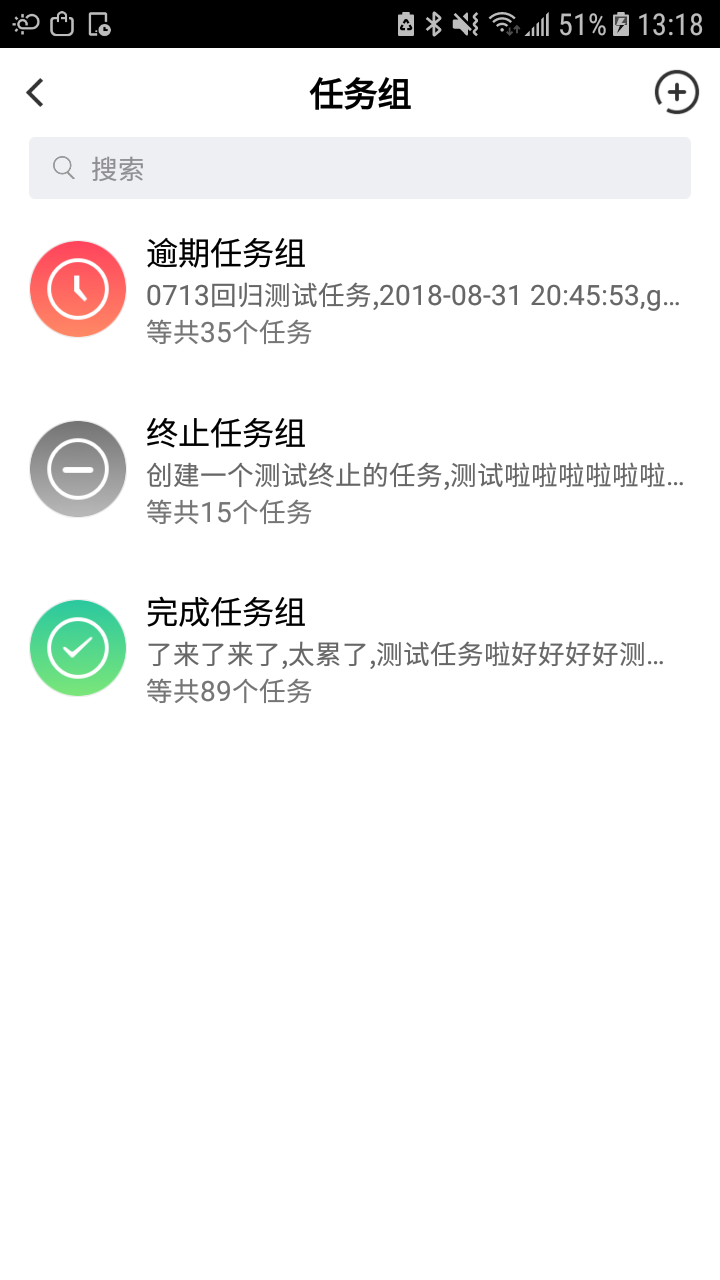 51% 13:18
任务组
搜索
逾期任务组
0713回归测试任务,2018-08-31 20:45:53,g...
等共35个任务
终止任务组
创建一个测试终止的任务,测试啦啦啦啦啦啦...
等共15个任务
完成任务组
了来了来了,太累了,测试任务啦好好好好测...
等共89个任务